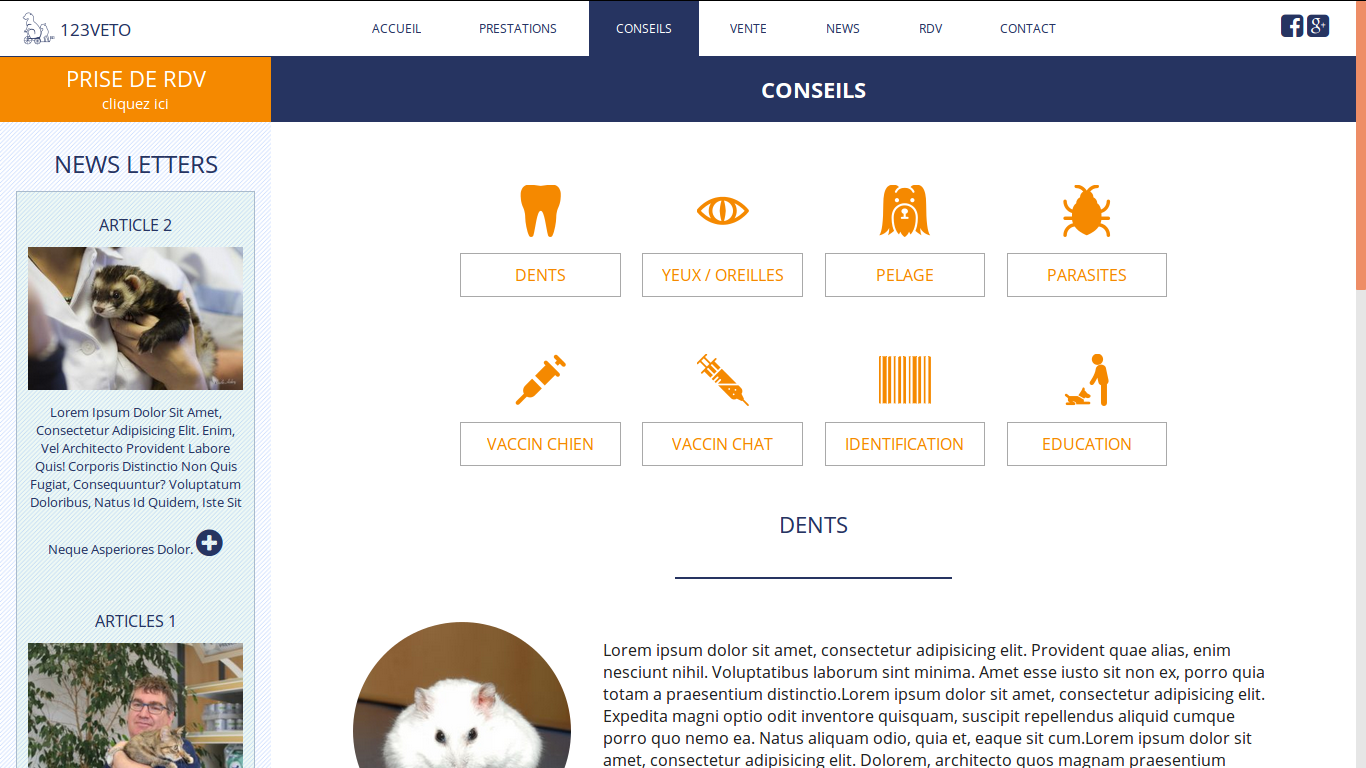 123VETO
ACCUEIL
PRESTATIONS
CONSEILS
VENTE
NEWS
RDV
CONTACT
PRISE DE RDV
cliquez ici
CONSEILS
NEWS LETTERS
ARTICLE 2
Lorem Ipsum Dolor Sit Amet,
Consectetur Adipisicing Elit. Enim,
Vel Architecto Provident Labore
Quis! Corporis Distinctio Non Quis
Fugiat, Consequuntur? Voluptatum
Doloribus, Natus Id Quidem, Iste Sit
Neque Asperiores Dolor.
ARTICLES 1
DENTS
YEUX / OREILLES
PELAGE
PARASITES
VACCIN CHIEN
VACCIN CHAT
IDENTIFICATION
EDUCATION
DENTS
Lorem ipsum dolor sit amet, consectetur adipisicing elit. Provident quae alias, enim
nesciunt nihil. Voluptatibus laborum sint minima. Amet esse iusto sit non ex, porro quia
totam a praesentium distinctio.Lorem ipsum dolor sit amet, consectetur adipisicing elit.
Expedita magni optio odit inventore quisquam, suscipit repellendus aliquid cumque
porro quo nemo ea. Natus aliquam odio, quia et, eaque sit cum.Lorem ipsum dolor sit
amet, consectetur adipisicing elit. Dolorem, architecto quos magnam praesentium